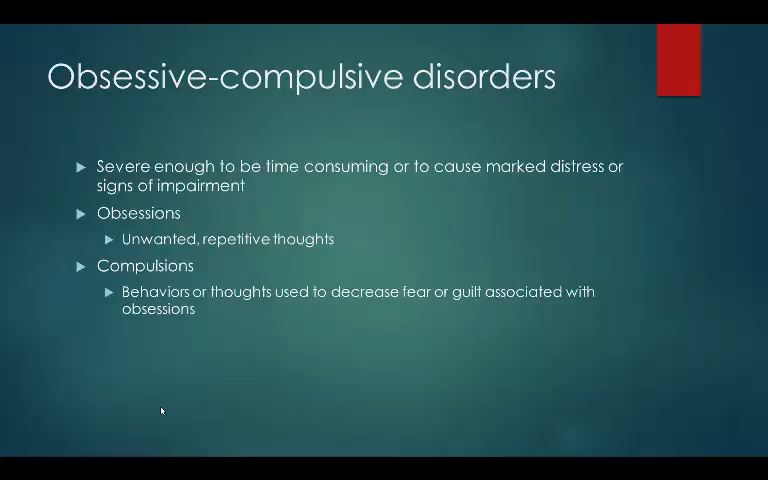 Obsessive-compulsive disorders
Severe enough to be time consuming or to cause marked distress or
signs of impairment
Obsessions
Unwanted, repetitive thoughts
Compulsions
Behaviors or thoughts used to decrease fear or guilt associated with
obsessions